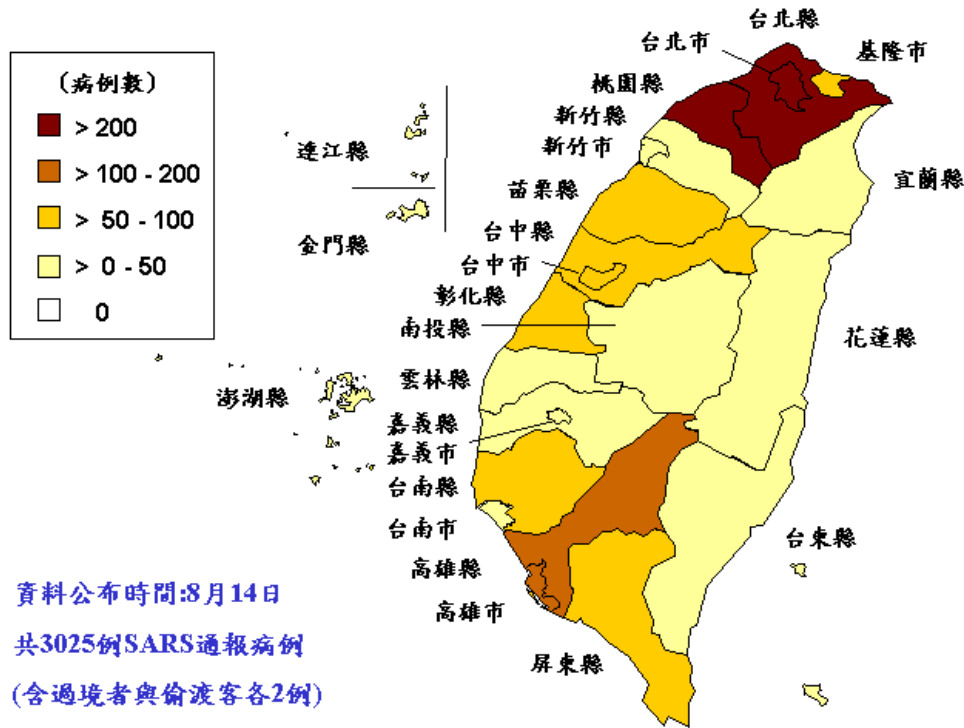 (病例數)
> 200
> 100 - 200
> 50 - 100
> 0 - 50
0
台北縣
台北市
基隆市
桃園縣
新竹縣
新竹市
連江縣
宜蘭縣
苗栗縣
金門縣
台中縣
台中市
彰化縣
南投縣
花蓮縣
雲林縣
澎湖縣
嘉義縣
嘉義市
台南縣
台南市
台東縣
高雄縣
高雄市
屏東縣
資料公布時間:8月14日
共3025例SARS通報病例
(含過境者與偷渡客各2例)